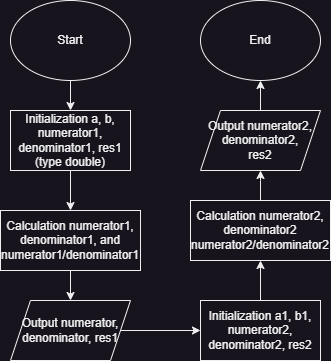 Start
Initialization a, b,
numerator1,
denominator1, res1
(type double)
Calculation numerator1,
denominator1, and
numerator1/denominator1
Output numerator,
denominator, res1
Initialization a1, b1,
numerator2,
denominator2, res2
Calculation numerator2,
denominator2
numerator2/denominator2
Output numerator2,
denominator2,
res2
End